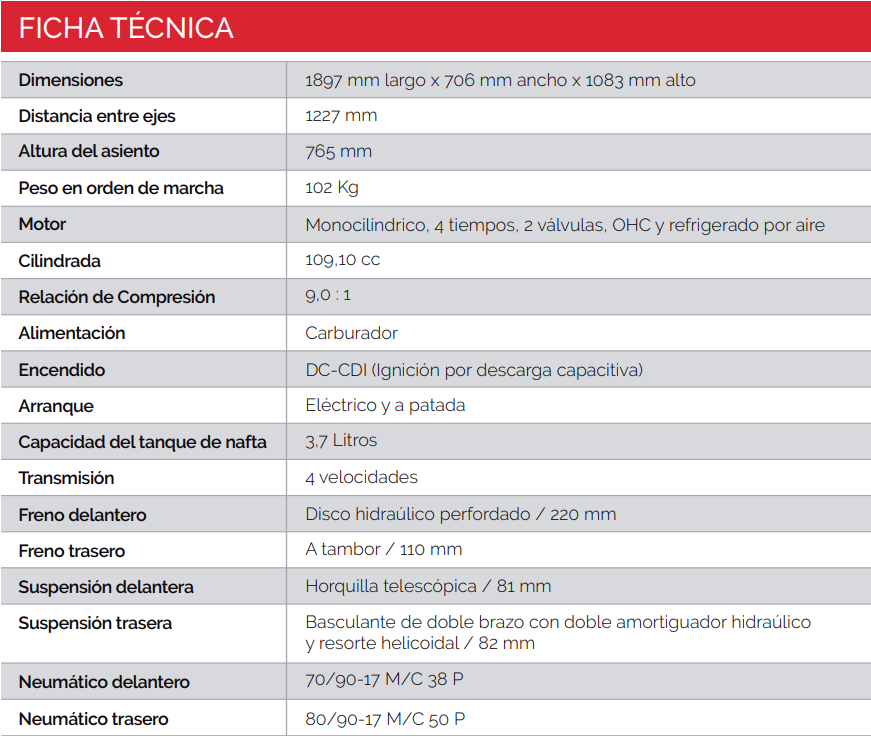 FICHA TÉCNICA
Dimensiones 1897 mm largo x 706 mm ancho x 1083 mm alto
Distancia entre ejes 1227 mm
Altura del asiento 765 mm
Peso en orden de marcha 102 Kg
Motor Monocilíndrico, 4 tiempos, 2 válvulas, OHC y refrigerado por aire
Cilindrada 109,10 cc
Relación de Compresión 9,0 : 1
Alimentación Carburador
Encendido DC-CDI (Ignición por descarga capacitiva)
Arranque Eléctrico y a patada
Capacidad del tanque de nafta 3,7 Litros
Transmisión 4 velocidades
Freno delantero Disco hidraúlico perfordado / 220 mm
Freno trasero A tambor / 110 mm
Suspensión delantera Horquilla telescópica / 81 mm
Suspensión trasera Basculante de doble brazo con doble amortiguador hidraúlico
y resorte helicoidal / 82 mm
Neumático delantero 70/90-17 M/C 38 P
Neumático trasero 80/90-17 M/C 50 P